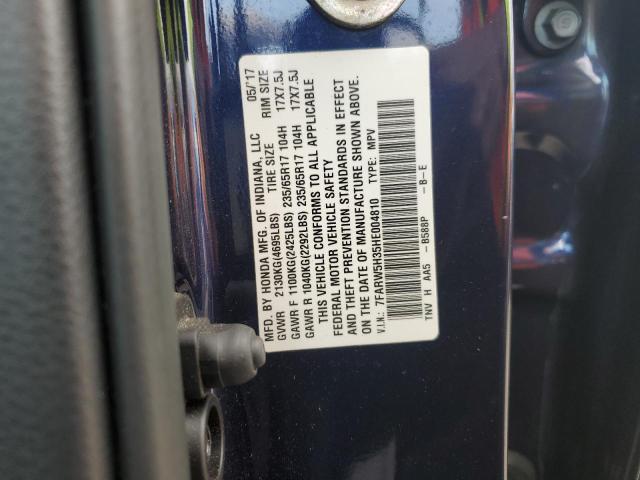 MFD. BY HONDA MFG. OF INDIANA, LLC 05/'17
GVWR 2130KG(4695LBS) TIRE SIZE RIM SIZE
GAWR F 1100KG(2425LBS) 235/65R17 104H 17X7.5J
GAWR R 1040KG(2292LBS) 235/65R17 104H 17X7.5J
THIS VEHICLE CONFORMS TO ALL APPLICABLE
FEDERAL MOTOR VEHICLE SAFETY
AND THEFT PREVENTION STANDARDS IN EFFECT
ON THE DATE OF MANUFACTURE SHOWN ABOVE.
V.I.N.: 7FARW5H35HE004810 TYPE: MPV
TNV H AA5 - B588P - B - E